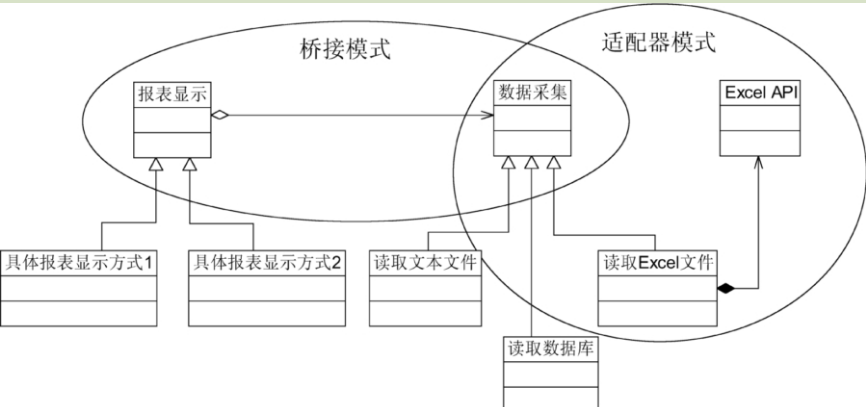 桥接模式
适配器模式
报表显示
数据采集
Excel API
具体报表显示方式1
具体报表显示方式2
读取文本文件
读取Excel文件
读取数据库